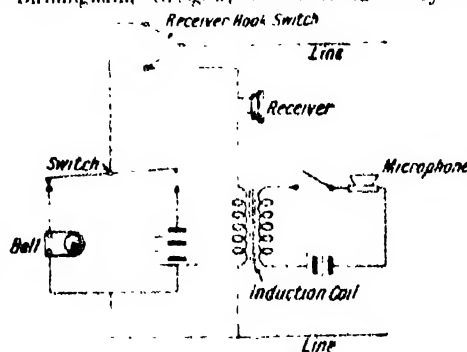 Receiver Hook Switch
Line
Receiver
Switch
Microphone
Bell
Induction Coil
Line